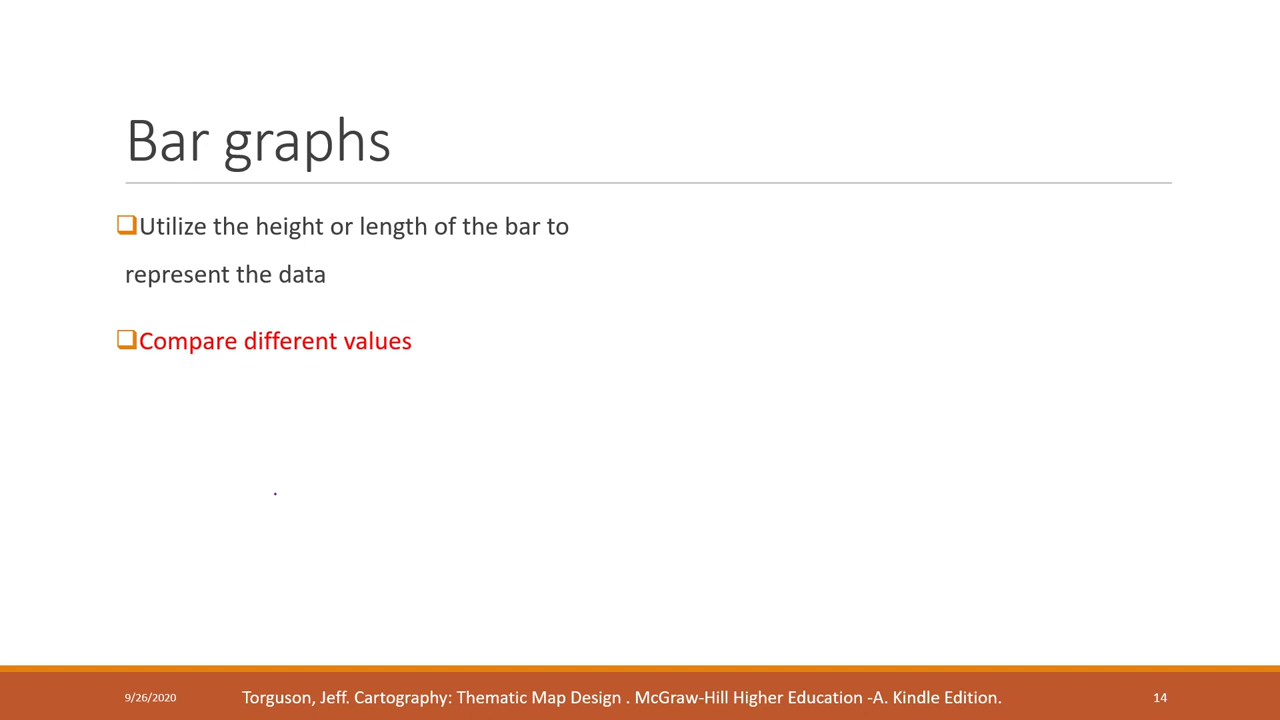 Bar graphs
❑Utilize the height or length of the bar to
represent the data
❑Compare different values
9/26/2020 Torguson, Jeff. Cartography: Thematic Map Design . McGraw-Hill Higher Education -A. Kindle Edition. 14